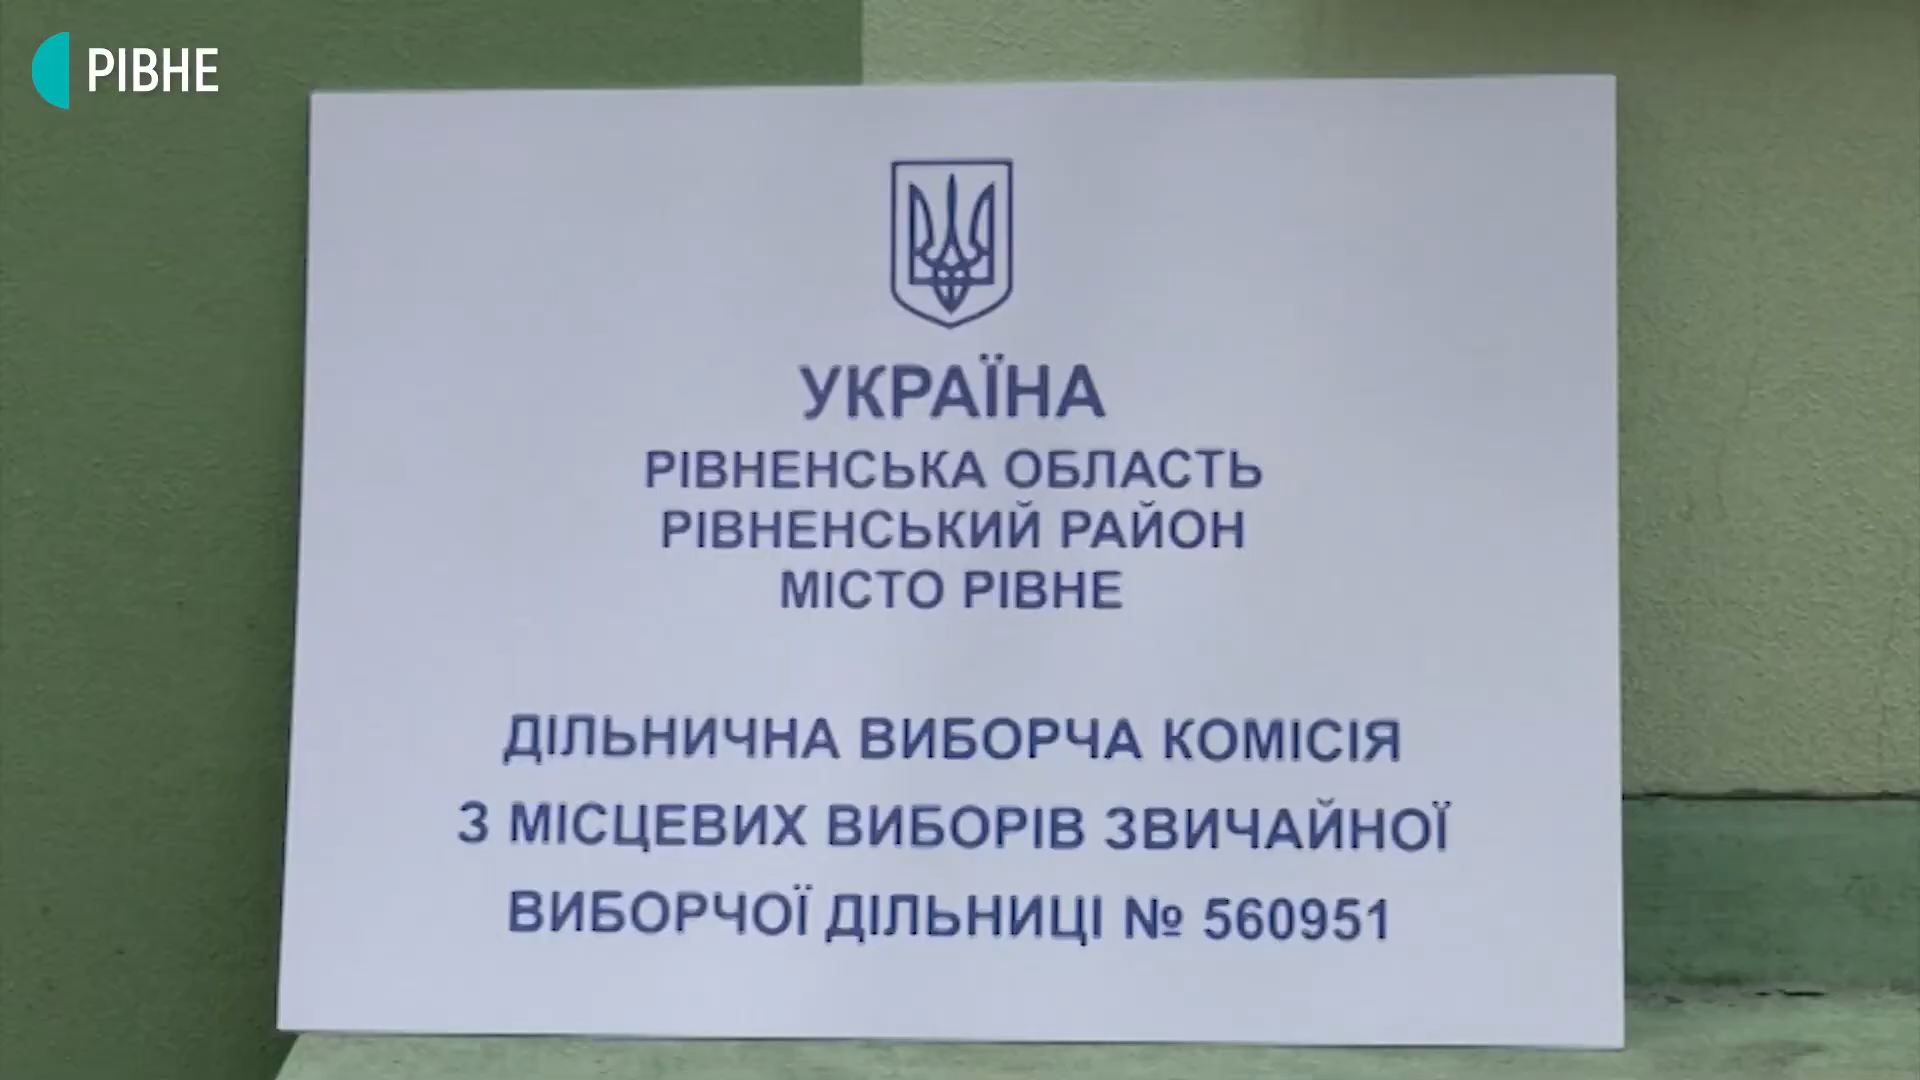 РІВНЕ
УКРАЇНА
РІВНЕНСЬКА ОБЛАСТЬ
РІВНЕНСЬКИЙ РАЙОН
МІСТО РІВНЕ
ДІЛЬНИЧНА ВИБОРЧА КОМІСІЯ
З МІСЦЕВИХ ВИБОРІВ ЗВИЧАЙНОЇ
ВИБОРЧОЇ ДІЛЬНИЦІ № 560951